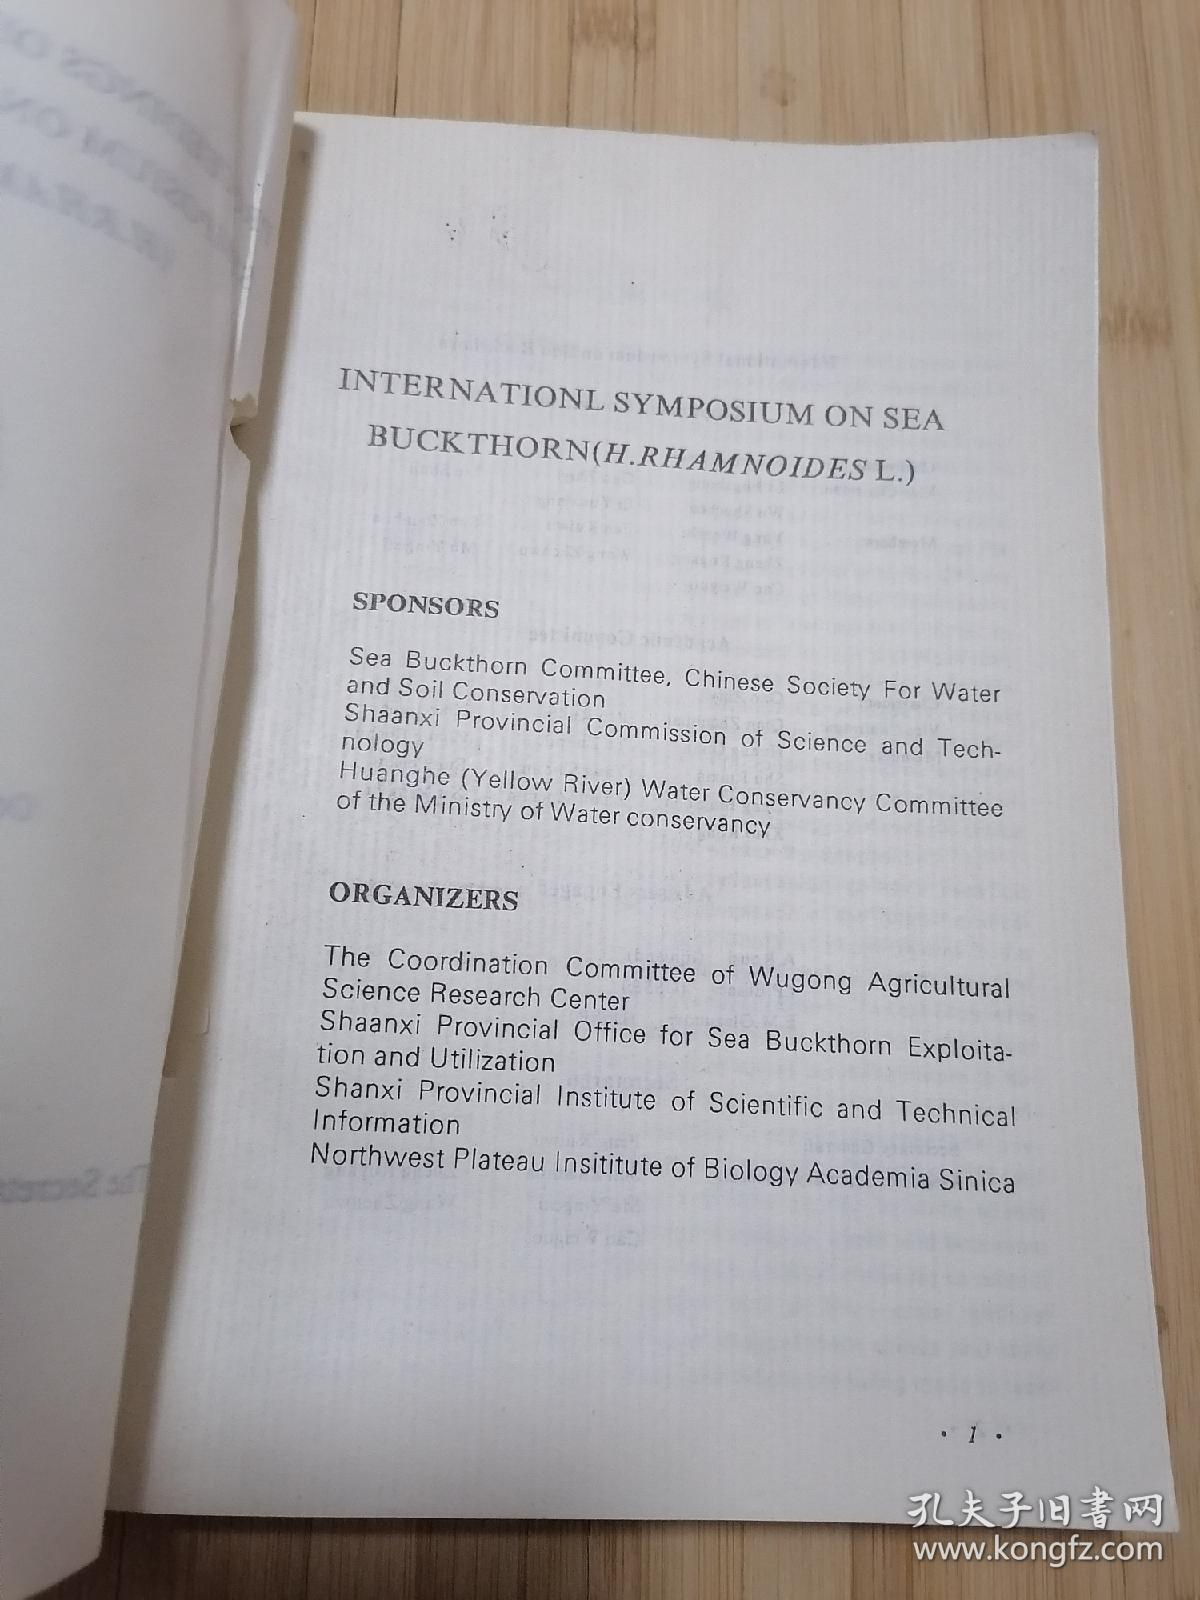 INTERNATIONL SYMPOSIUM ON SEA
BUCKTHORN(H.RHAMNOIDES L.)
SPONSORS
Sea Buckthorn Committee, Chinese Society For Water
and Soil Conservation
Shaanxi Provincial Commission of Science and Tech-
nology
Huanghe (Yellow River) Water Conservancy Committee
of the Ministry of Water conservancy
ORGANIZERS
The Coordination Committee of Wugong Agricultural
Science Research Center
Shaanxi Provincial Office for Sea Buckthorn Exploita-
tion and Utilization
Shanxi Provincial Institute of Scientific and Technical
Information
Northwest Plateau Insititute of Biology Academia Sinica
· 1 ·
孔夫子旧书网
www.kongfz.com